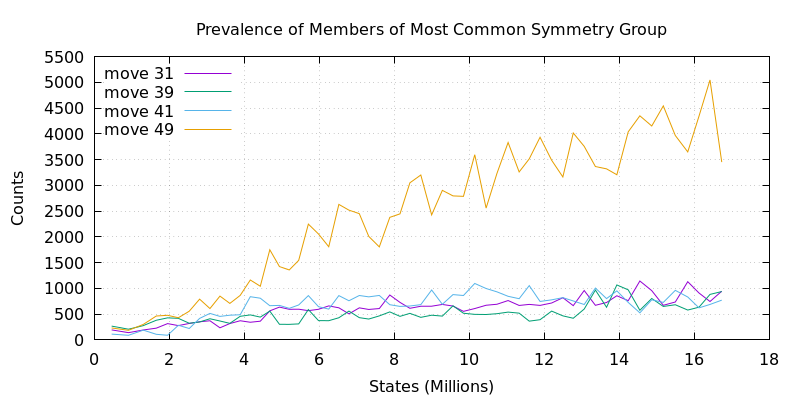 Prevalence of Members of Most Common Symmetry Group
5500
5000
4500
4000
3500
3000
2500
2000
1500
1000
500
0
Counts
move 31
move 39
move 41
move 49
0 2 4 6 8 10 12 14 16 18
States (Millions)